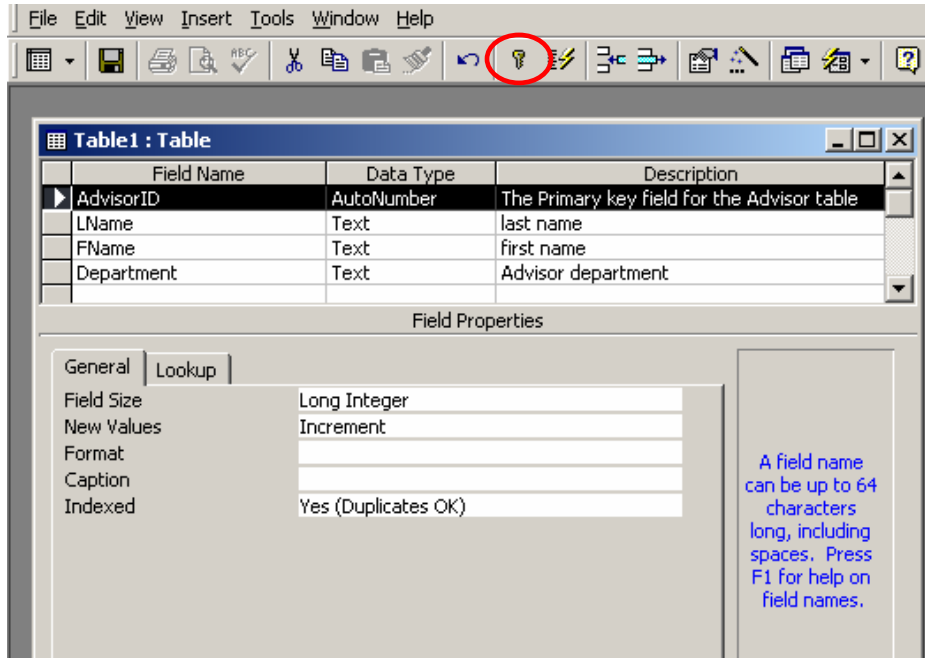 File Edit View Insert Tools Window Help
ABC
Table1 : Table
Field Name Data Type Description
AdvisorID AutoNumber The Primary key field for the Advisor table
LName Text last name
FName Text first name
Department Text Advisor department
Field Properties
General Lookup
Field Size Long Integer
New Values Increment
Format
Caption
Indexed Yes (Duplicates OK)
A field name
can be up to 64
characters
long, including
spaces. Press
F1 for help on
field names.